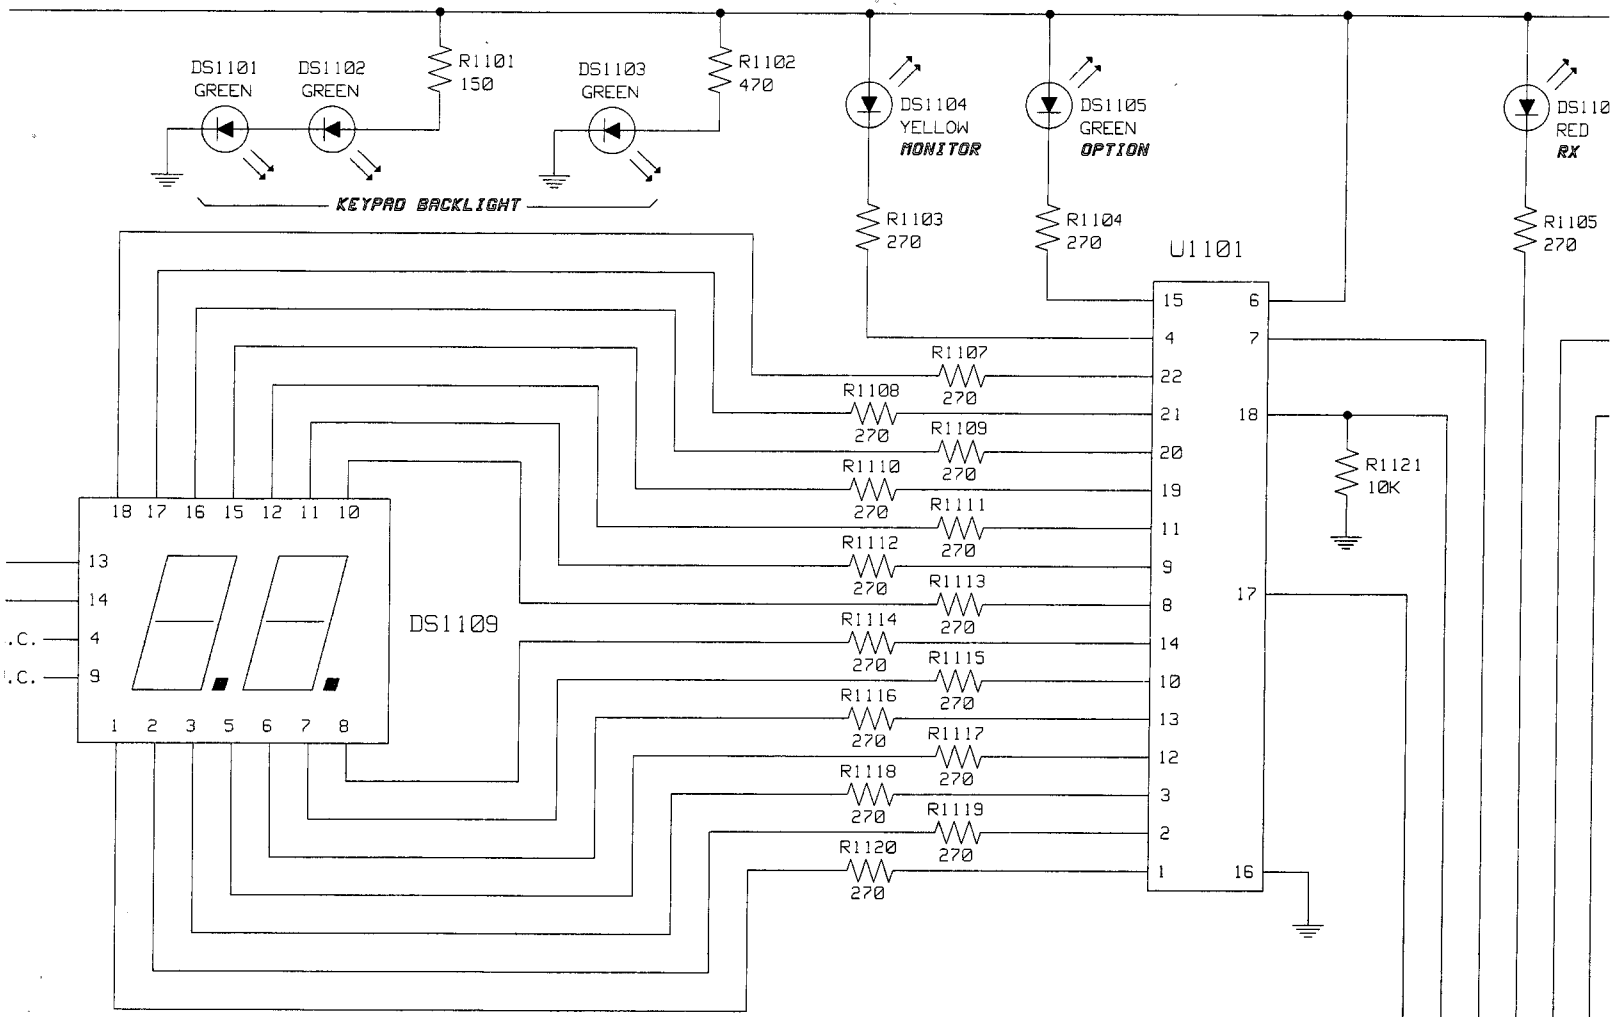 DS1101
GREEN
DS1102
GREEN
R1101
150
DS1103
GREEN
R1102
470
KEYPAD BACKLIGHT
DS1104
YELLOW
MONITOR
DS1105
GREEN
OPTION
DS110
RED
RX
R1103
270
R1104
270
R1105
270
U1101
15
4
22
21
20
19
11
9
8
14
10
13
12
3
2
1
6
7
18
17
16
R1107
270
R1108
270
R1109
270
R1110
270
R1111
270
R1112
270
R1113
270
R1114
270
R1115
270
R1116
270
R1117
270
R1118
270
R1119
270
R1120
270
R1121
10K
18 17 16 15 12 11 10
13
14
.C. 4
.C. 9
1 2 3 5 6 7 8
DS1109